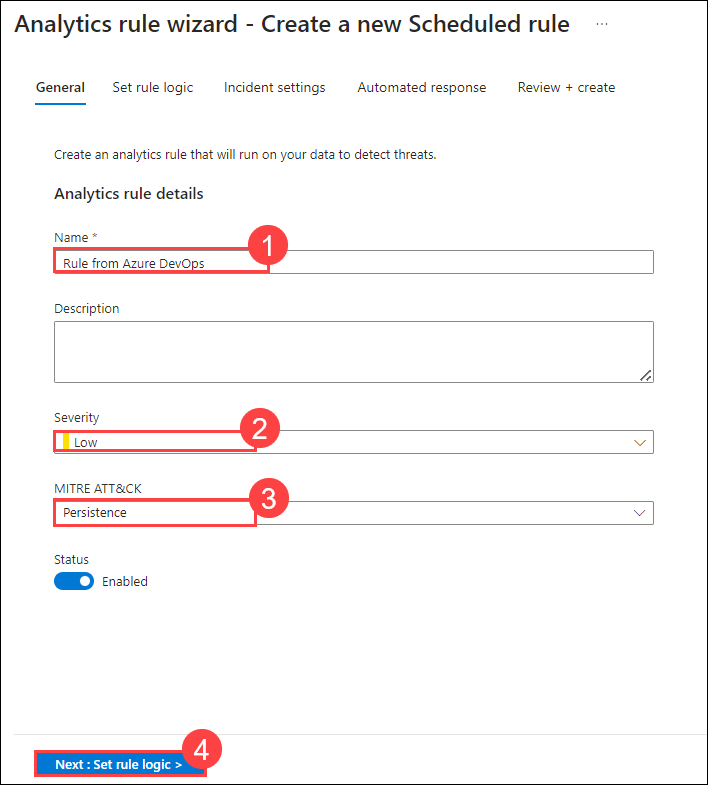 Analytics rule wizard - Create a new Scheduled rule ...
General Set rule logic Incident settings Automated response Review + create
Create an analytics rule that will run on your data to detect threats.
Analytics rule details
Name *
1
Rule from Azure DevOps
Description
Severity
2
Low
MITRE ATT&CK
3
Persistence
Status
Enabled
4
Next : Set rule logic >